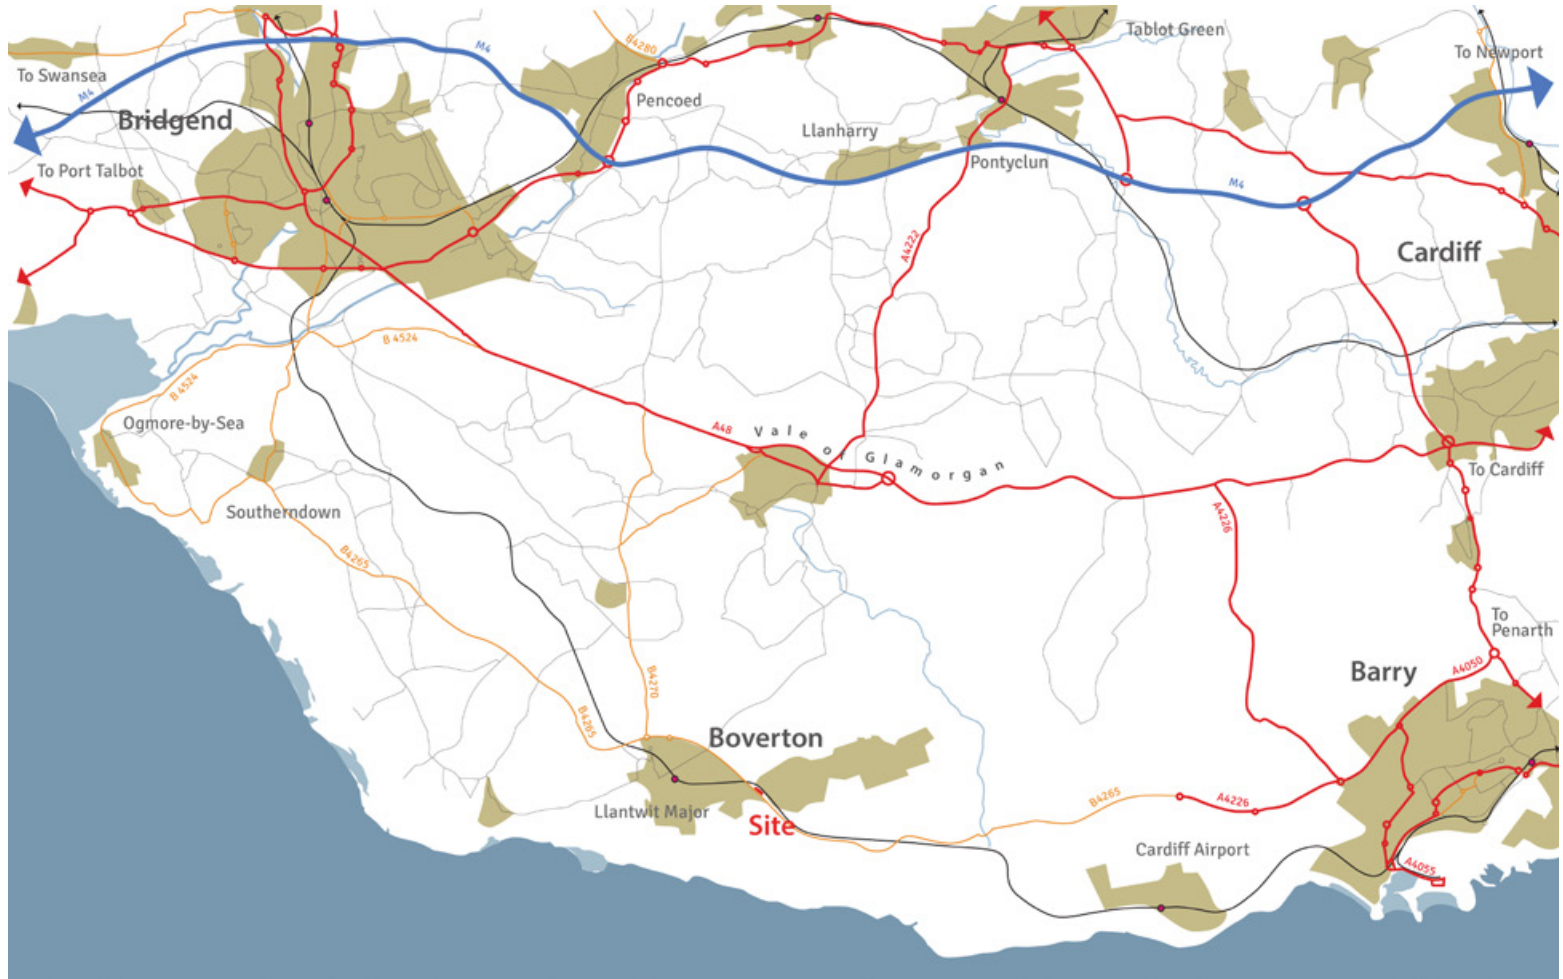 B4280
Tablot Green
To Newport
M4
To Swansea
M4
Pencoed
Bridgend
Llanharry
Pontyclun
To Port Talbot
M4
A4222
Cardiff
B 4524
B 4524
Ogmore-by-Sea
A48
Vale of Glamorgan
To Cardiff
Southerndown
A4226
B4265
To
Penarth
A4050
Barry
B4270
B4265
Boverton
Llantwit Major
Site
B4265
A4226
Cardiff Airport
A4055